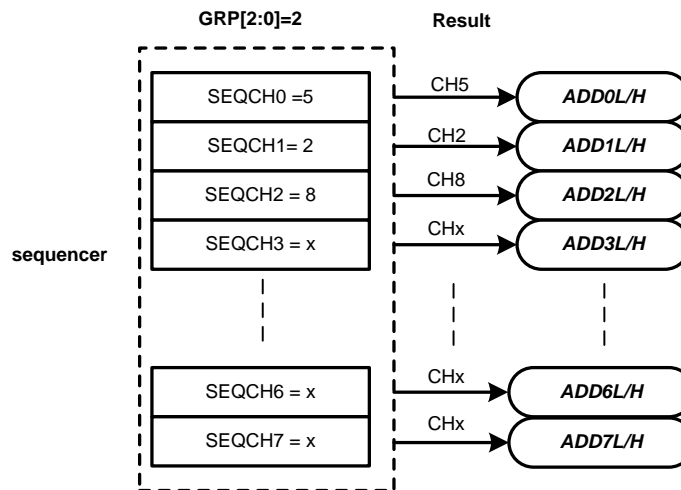 GRP[2:0]=2 Result
SEQCH0 =5 CH5 ADD0L/H
SEQCH1= 2 CH2 ADD1L/H
SEQCH2 = 8 CH8 ADD2L/H
SEQCH3 = x CHx ADD3L/H
sequencer
SEQCH6 = x CHx ADD6L/H
SEQCH7 = x CHx ADD7L/H